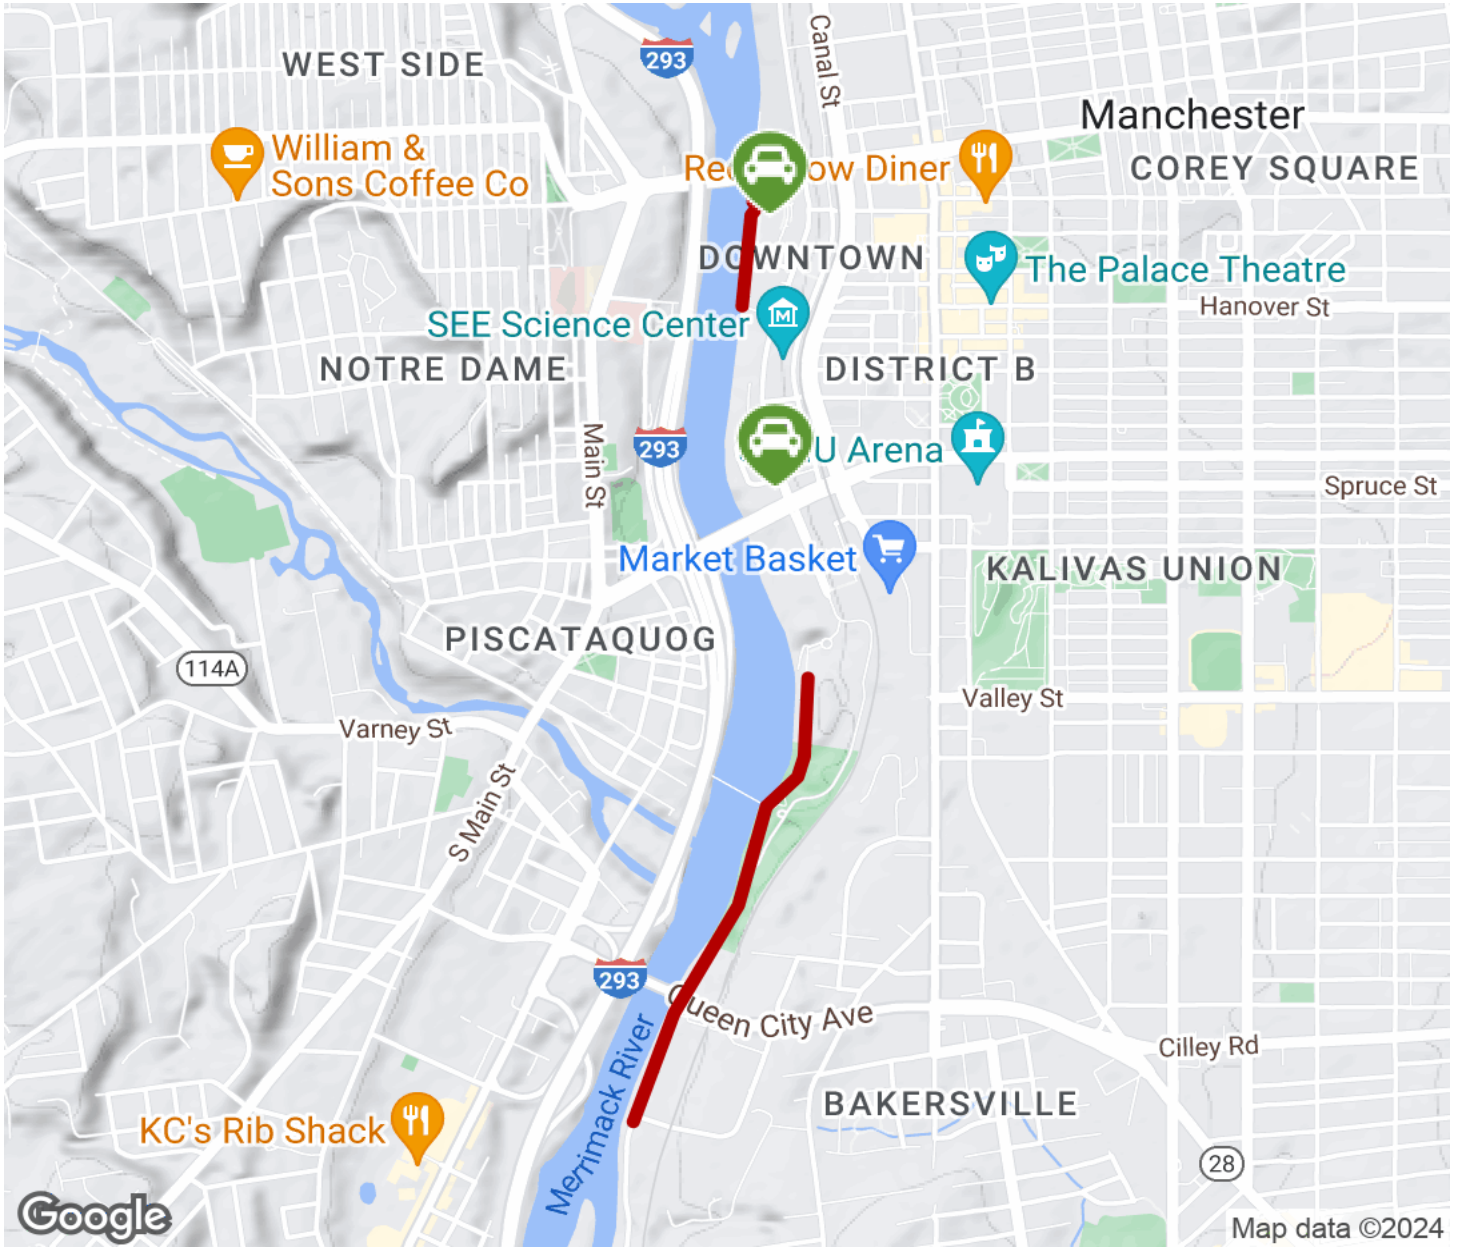 WEST SIDE
293
Canal St
Manchester
William &
Sons Coffee Co
Re
ow Diner
COREY SQUARE
DOWNTOWN
The Palace Theatre
Hanover St
SEE Science Center
M
NOTRE DAME
DISTRICT B
Main St
293
U Arena
Spruce St
Market Basket
KALIVAS UNION
PISCATAQUOG
114A
Valley St
Varney St
S Main St
293
Queen City Ave
Merrimack River
Cilley Rd
BAKERSVILLE
KC's Rib Shack
28
Google
Map data ©2024